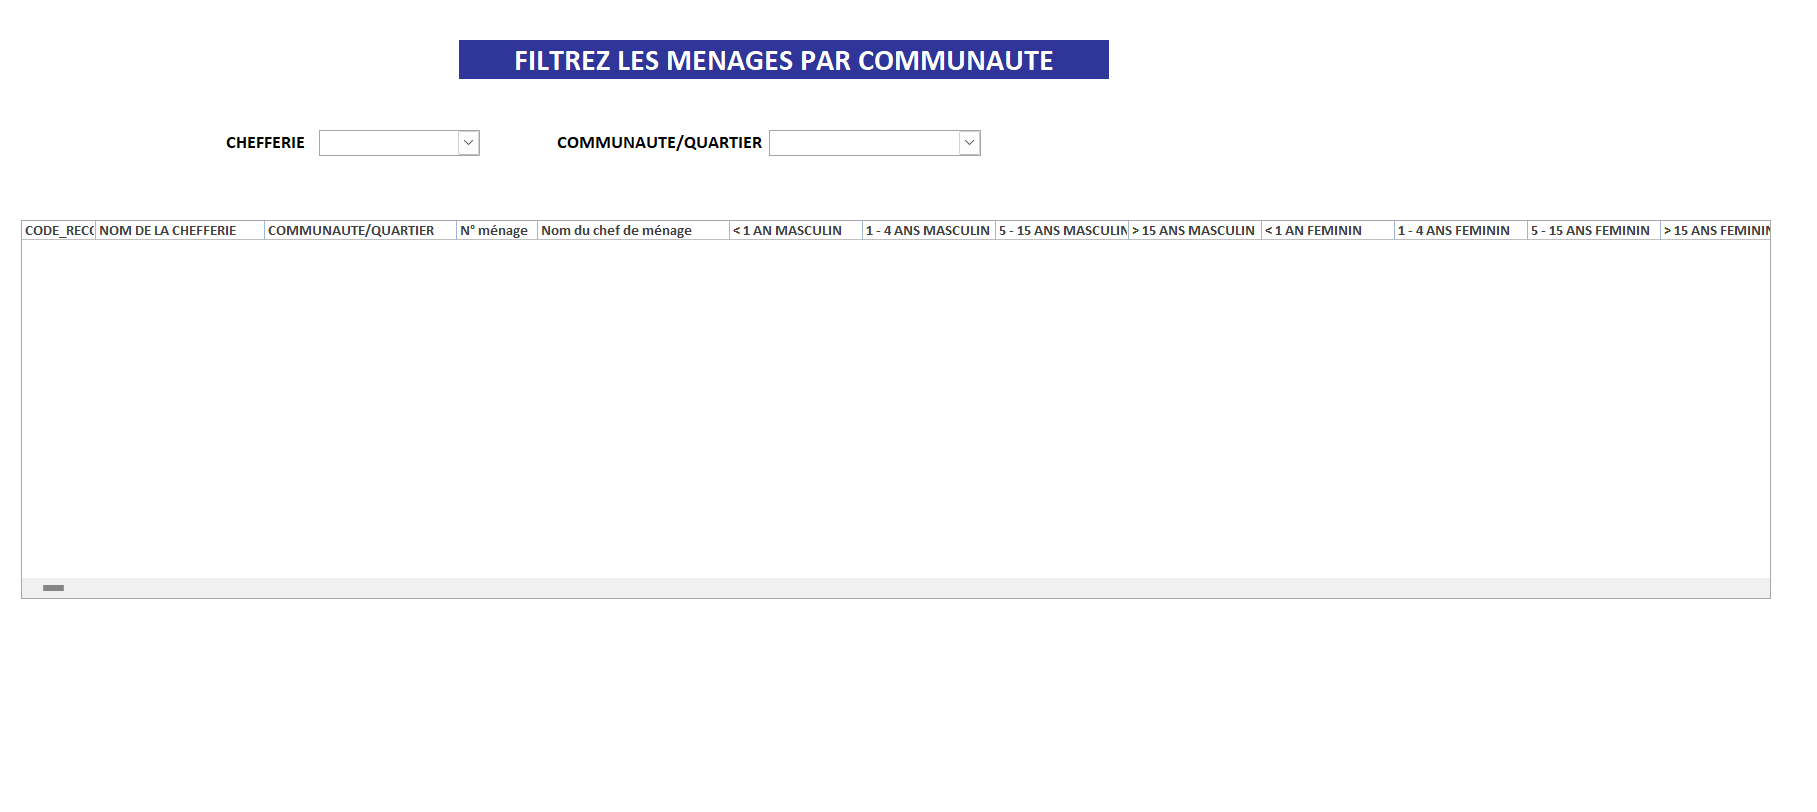 FILTREZ LES MENAGES PAR COMMUNAUTE
CHEFFERIE COMMUNAUTE/QUARTIER
CODE_RECO NOM DE LA CHEFFERIE COMMUNAUTE/QUARTIER N° ménage Nom du chef de ménage < 1 AN MASCULIN 1 - 4 ANS MASCULIN 5 - 15 ANS MASCULIN > 15 ANS MASCULIN < 1 AN FEMININ 1 - 4 ANS FEMININ 5 - 15 ANS FEMININ > 15 ANS FEMININ